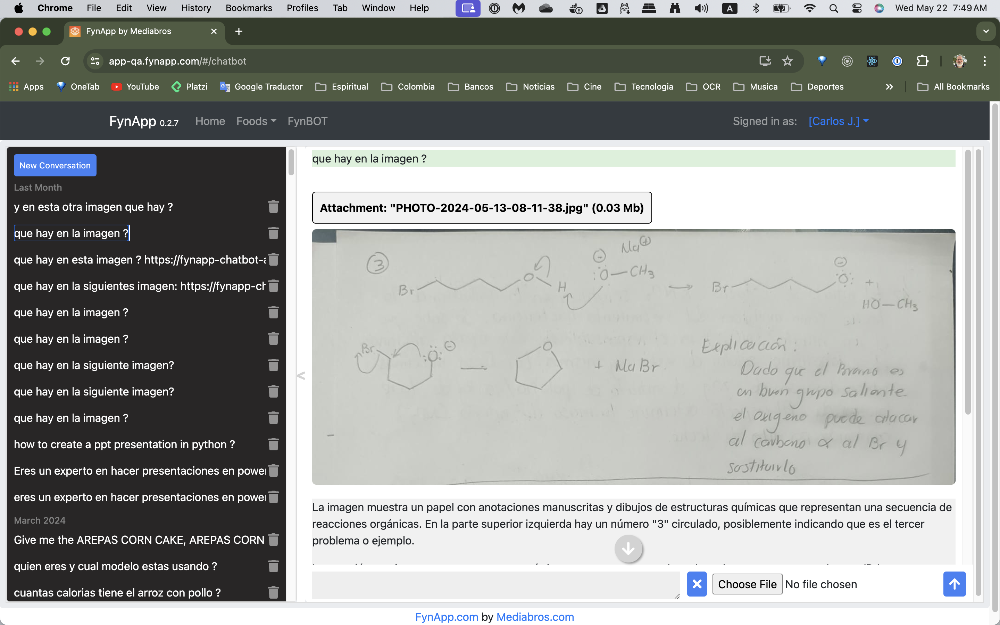 Chrome File Edit View History Bookmarks Profiles Tab Window Help A Wed May 22 7:49 AM
FynApp by Mediabros
app-qa.fynapp.com/#/chatbot
Apps OneTab YouTube Platzi Google Traductor Espiritual Colombia Bancos Noticias Cine Tecnologia OCR Musica Deportes All Bookmarks
FynApp 0.2.7 Home Foods FynBOT Signed in as: [Carlos J.]
New Conversation
Last Month
y en esta otra imagen que hay ?
que hay en la imagen ?
que hay en esta imagen ? https://fynapp-chatbot-a
que hay en la siguientes imagen: https://fynapp-ch
que hay en la imagen ?
que hay en la imagen ?
que hay en la siguiente imagen?
que hay en la siguiente imagen?
que hay en la imagen ?
how to create a ppt presentation in python ?
Eres un experto en hacer presentaciones en power
eres un experto en hacer presentaciones en power
March 2024
Give me the AREPAS CORN CAKE, AREPAS CORN
quien eres y cual modelo estas usando ?
cuantas calorias tiene el arroz con pollo ?
que hay en la imagen ?
Attachment: "PHOTO-2024-05-13-08-11-38.jpg" (0.03 Mb)
3
Na⊕
Br O H ⊖ :Ö—CH3 → Br ⊖ :Ö: +
HO—CH3
Br :Ö: ⊖ → O + NaBr.
Explicación:
Dado que el Bromo es
un buen grupo saliente
el oxigeno puede atacar
al carbono α al Br y
sustituirlo
La imagen muestra un papel con anotaciones manuscritas y dibujos de estructuras químicas que representan una secuencia de
reacciones orgánicas. En la parte superior izquierda hay un número "3" circulado, posiblemente indicando que es el tercer
problema o ejemplo.
Choose File No file chosen
FynApp.com by Mediabros.com